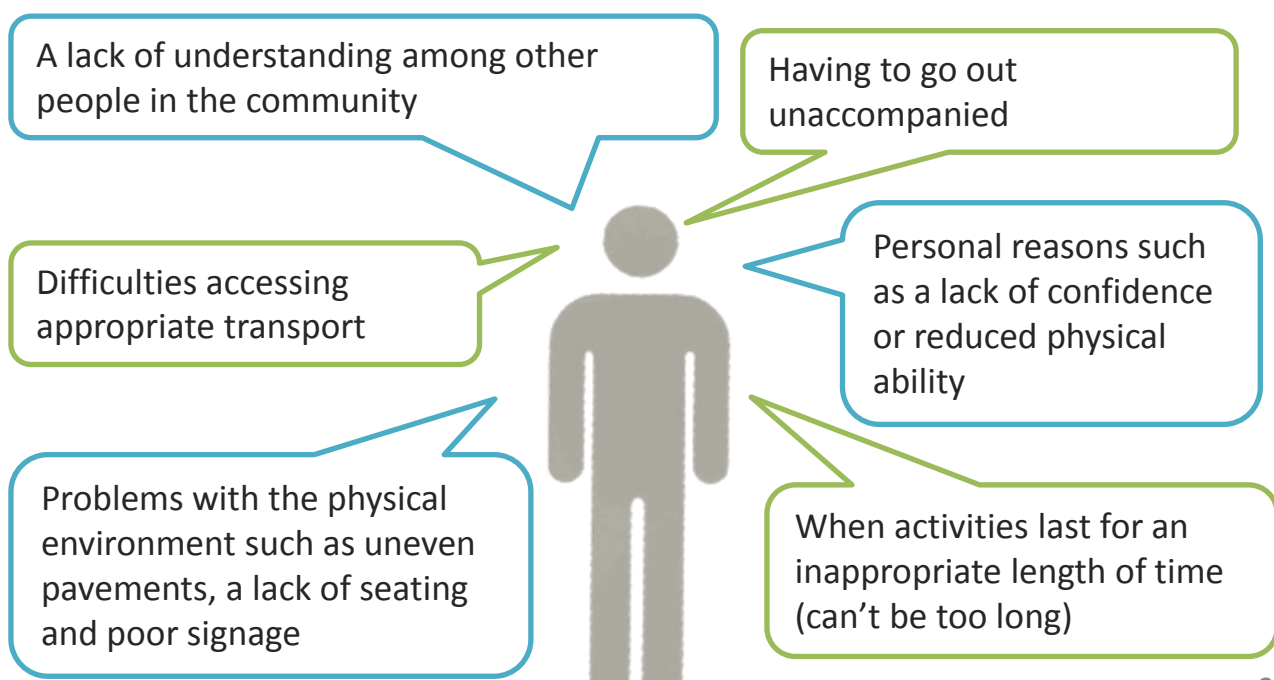 A lack of understanding among other
people in the community
Having to go out
unaccompanied
Difficulties accessing
appropriate transport
Personal reasons such
as a lack of confidence
or reduced physical
ability
Problems with the physical
environment such as uneven
pavements, a lack of seating
and poor signage
When activities last for an
inappropriate length of time
(can’t be too long)